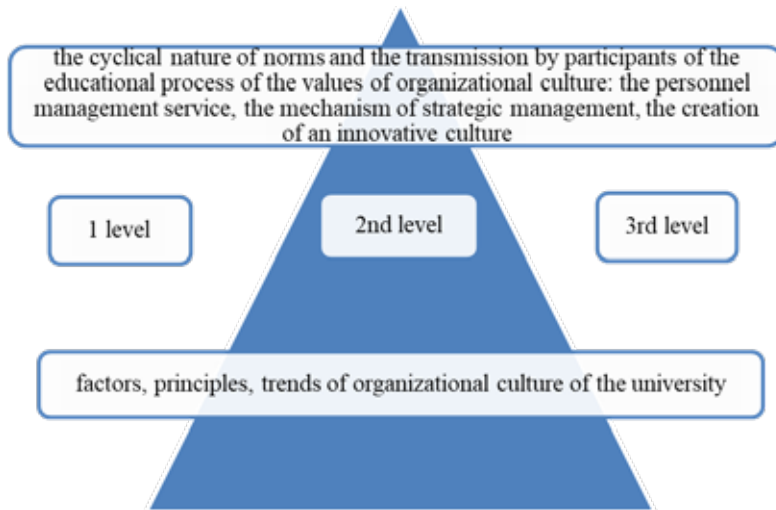 the cyclical nature of norms and the transmission by participants of the
educational process of the values of organizational culture: the personnel
management service, the mechanism of strategic management, the creation
of an innovative culture
1 level
2nd level
3rd level
factors, principles, trends of organizational culture of the university